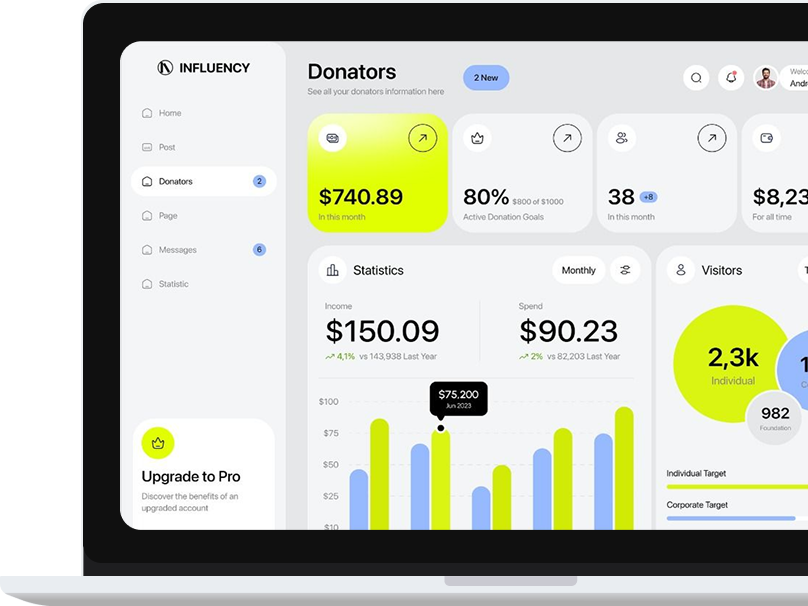 INFLUENCY
Home
Post
Donators 2
Page
Messages 6
Statistic
Upgrade to Pro
Discover the benefits of an
upgraded account
Donators
2 New
See all your donators information here
$740.89
In this month
80% $800 of $1000
Active Donation Goals
38 +8
In this month
$8,23
For all time
Statistics
Monthly
Income
$150.09
4,1% vs 143,938 Last Year
Spend
$90.23
2% vs 82,203 Last Year
$75,200
Jun 2023
$100
$75
$50
$25
$10
Visitors
2,3k
Individual
982
Foundation
Individual Target
Corporate Target